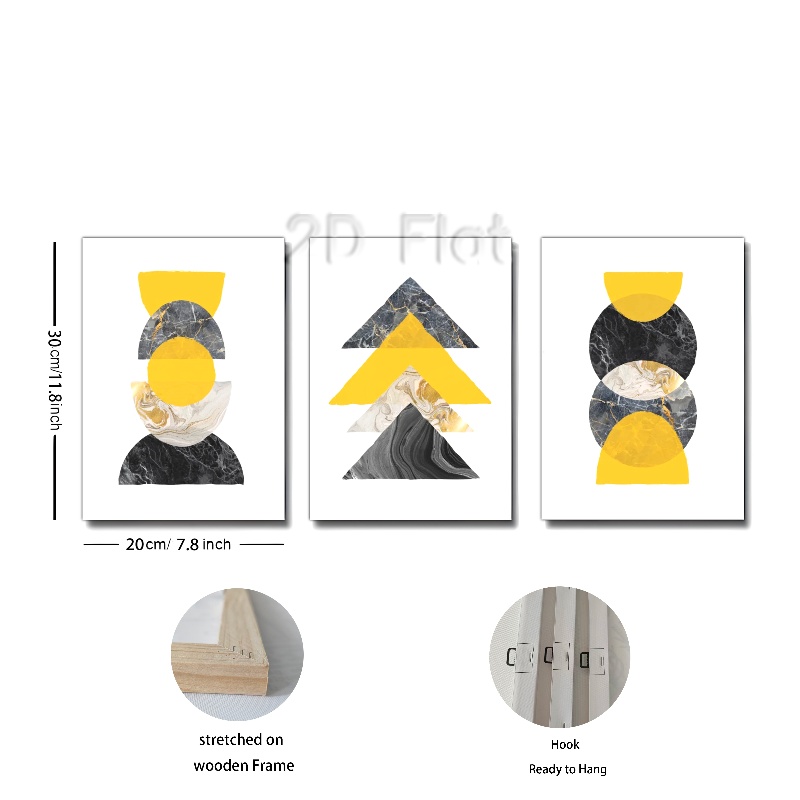 2D Flat
30cm/11.8inch
20cm/ 7.8 inch
stretched on
wooden Frame
Hook
Ready to Hang